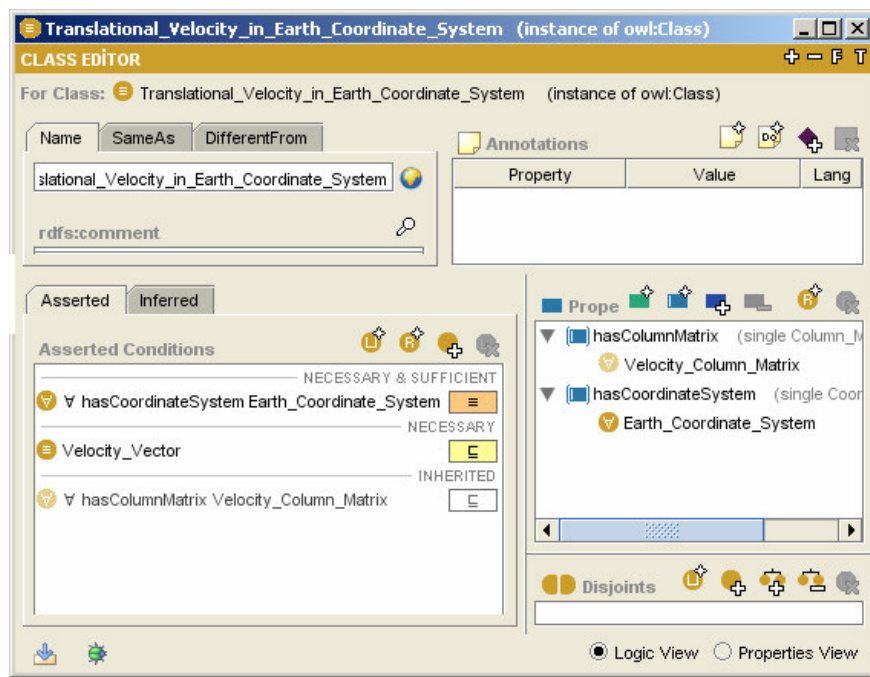 Translational_Velocity_in_Earth_Coordinate_System (instance of owl:Class)
CLASS EDİTOR
F T
For Class: Translational_Velocity_in_Earth_Coordinate_System (instance of owl:Class)
Name SameAs DifferentFrom
Annotations
slational_Velocity_in_Earth_Coordinate_System
Property Value Lang
rdfs:comment
Asserted Inferred
Prope
Asserted Conditions
hasColumnMatrix (single Column_M
Velocity_Column_Matrix
hasCoordinateSystem (single Coor
Earth_Coordinate_System
NECESSARY & SUFFICIENT
∀ hasCoordinateSystem Earth_Coordinate_System ≡
NECESSARY
Velocity_Vector ⊑
INHERITED
∀ hasColumnMatrix Velocity_Column_Matrix ⊑
Disjoints
Logic View Properties View